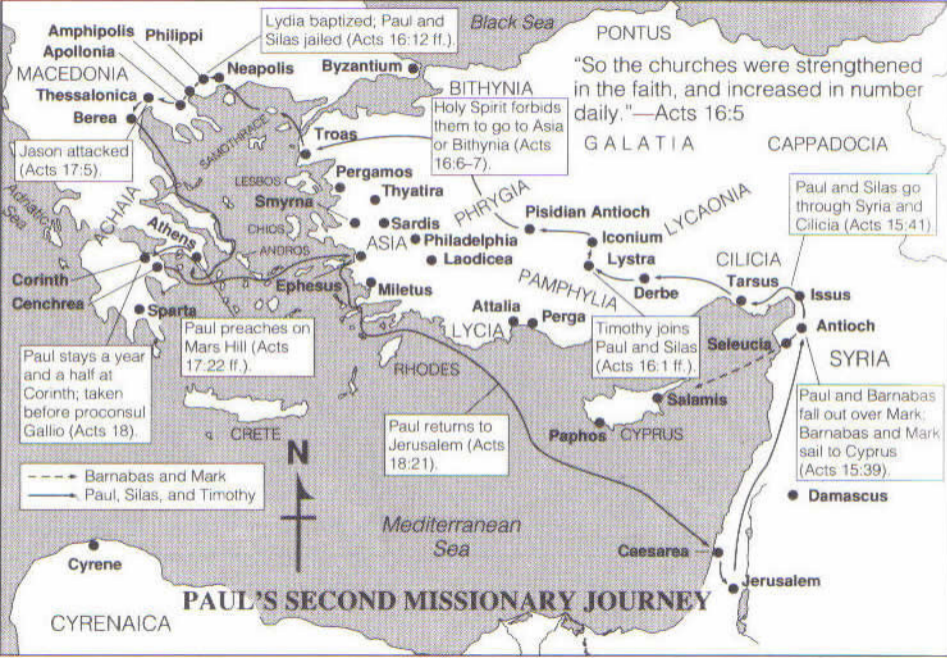 Black Sea
PONTUS
Lydia baptized; Paul and
Silas jailed (Acts 16:12 ff.).
Amphipolis
Philippi
Apollonia
Neapolis
Byzantium
MACEDONIA
Thessalonica
Berea
BITHYNIA
"So the churches were strengthened
in the faith, and increased in number
daily."—Acts 16:5
Holy Spirit forbids
them to go to Asia
or Bithynia (Acts
16:6–7).
GALATIA
CAPPADOCIA
Jason attacked
(Acts 17:5).
SAMOTHRACE
Troas
Adriatic
Sea
ACHAIA
LESBOS
Pergamos
Thyatira
Smyrna
Sardis
CHIOS
ASIA
Philadelphia
Laodicea
PHRYGIA
Pisidian Antioch
LYCAONIA
Iconium
Lystra
Derbe
Paul and Silas go
through Syria and
Cilicia (Acts 15:41).
CILICIA
Tarsus
Issus
Antioch
Seleucia
SYRIA
Athens
ANDROS
Corinth
Cenchrea
Sparta
Ephesus
Miletus
PAMPHYLIA
Attalia
Perga
LYCIA
Timothy joins
Paul and Silas
(Acts 16:1 ff.).
Paul preaches on
Mars Hill (Acts
17:22 ff.).
Paul stays a year
and a half at
Corinth; taken
before proconsul
Gallio (Acts 18).
RHODES
CRETE
Salamis
Paphos
CYPRUS
Paul and Barnabas
fall out over Mark;
Barnabas and Mark
sail to Cyprus
(Acts 15:39).
Paul returns to
Jerusalem (Acts
18:21).
N
Barnabas and Mark
Paul, Silas, and Timothy
Damascus
Mediterranean
Sea
Caesarea
Jerusalem
Cyrene
PAUL'S SECOND MISSIONARY JOURNEY
CYRENAICA